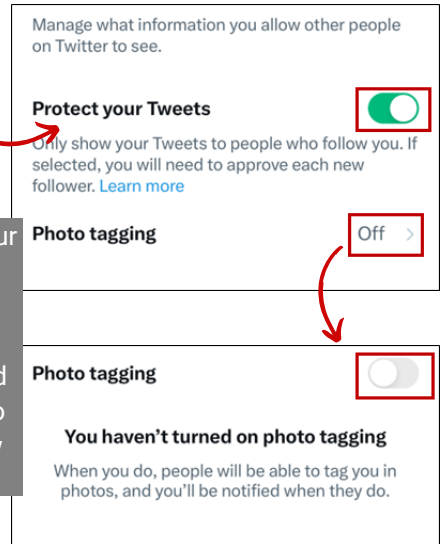 Manage what information you allow other people
on Twitter to see.
Protect your Tweets
Only show your Tweets to people who follow you. If
selected, you will need to approve each new
follower. Learn more
Photo tagging
Off
Photo tagging
You haven't turned on photo tagging
When you do, people will be able to tag you in
photos, and you'll be notified when they do.